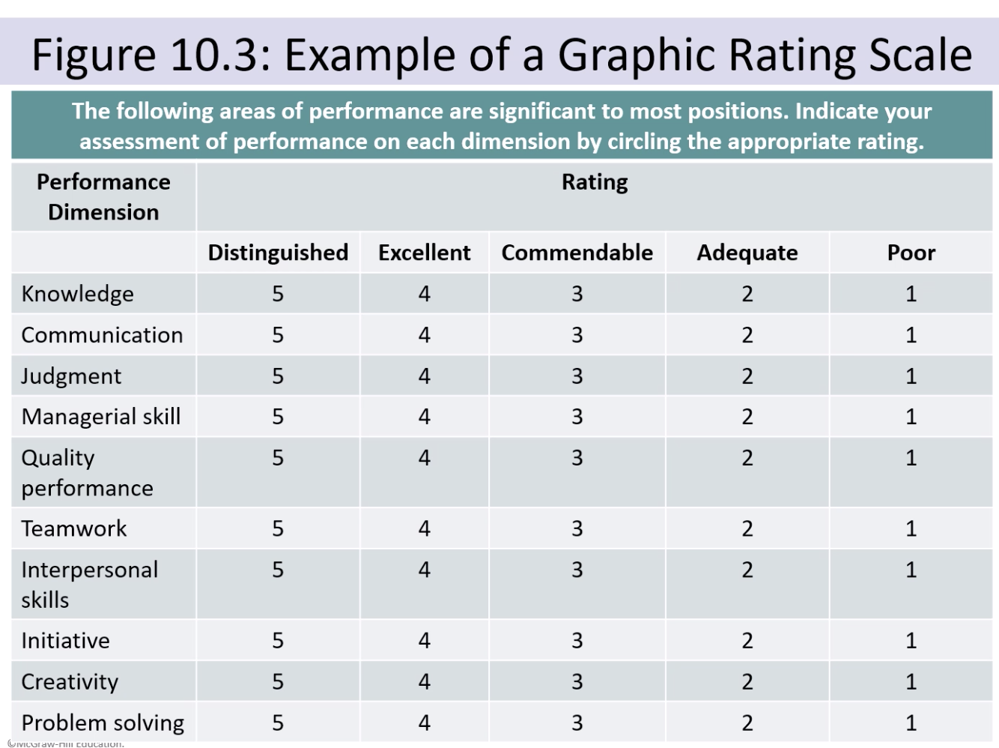 Figure 10.3: Example of a Graphic Rating Scale
The following areas of performance are significant to most positions. Indicate your
assessment of performance on each dimension by circling the appropriate rating.
Performance Rating
Dimension
Distinguished Excellent Commendable Adequate Poor
Knowledge 5 4 3 2 1
Communication 5 4 3 2 1
Judgment 5 4 3 2 1
Managerial skill 5 4 3 2 1
Quality 5 4 3 2 1
performance
Teamwork 5 4 3 2 1
Interpersonal 5 4 3 2 1
skills
Initiative 5 4 3 2 1
Creativity 5 4 3 2 1
Problem solving 5 4 3 2 1
©McGraw-Hill Education.